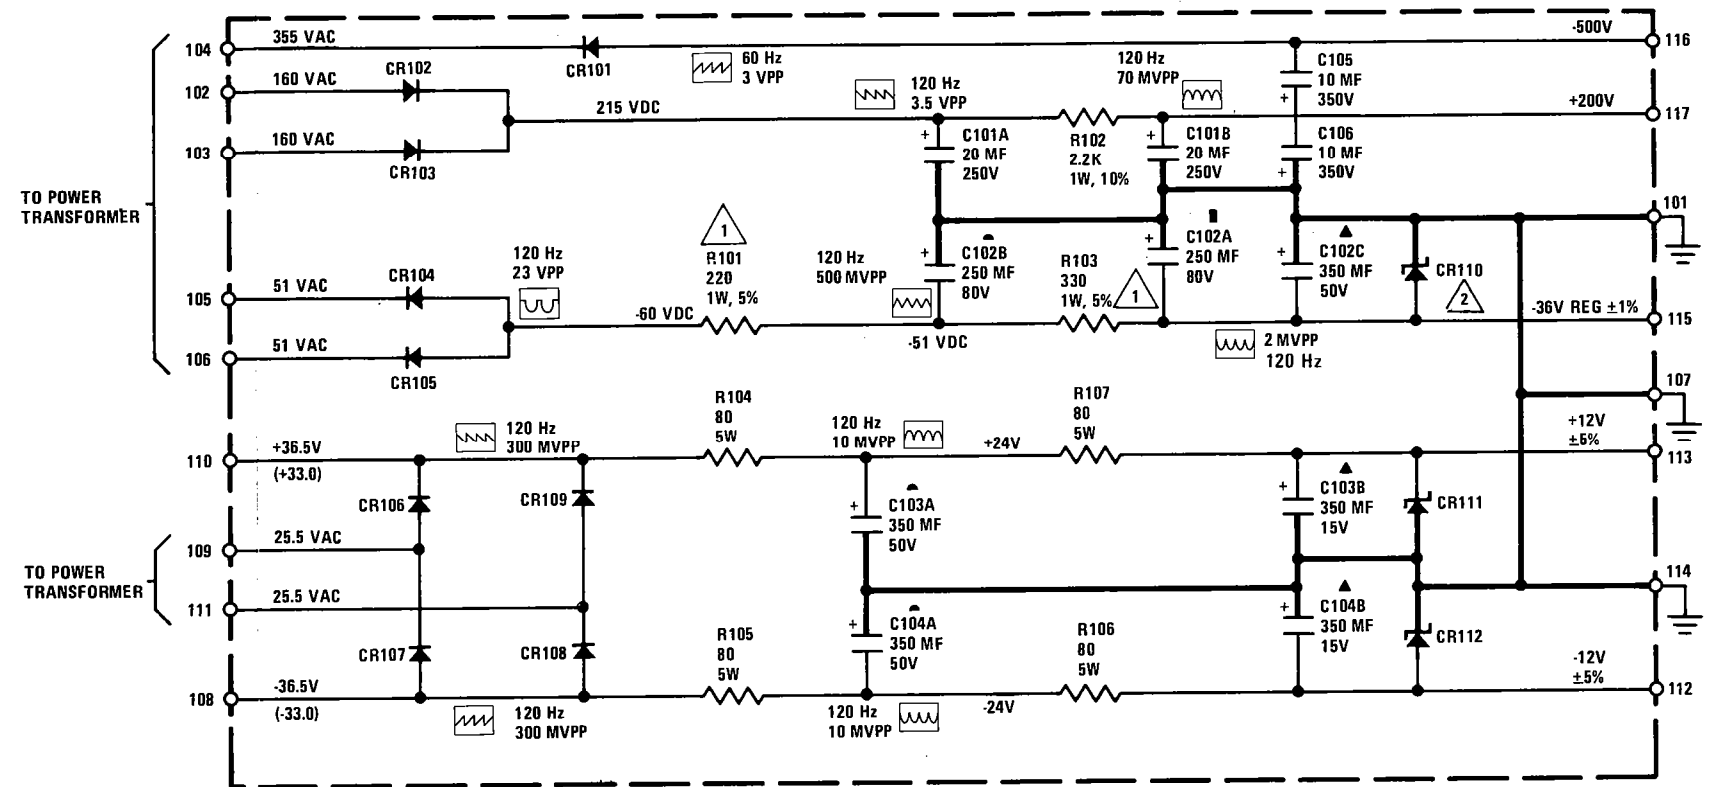 104
355 VAC
CR101
60 Hz
3 VPP
-500V
116
102
160 VAC
CR102
103
160 VAC
CR103
215 VDC
120 Hz
3.5 VPP
C101A
20 MF
250V
R102
2.2K
1W, 10%
120 Hz
70 MVPP
C101B
20 MF
250V
C105
10 MF
350V
C106
10 MF
350V
+200V
117
TO POWER
TRANSFORMER
101
105
51 VAC
CR104
106
51 VAC
CR105
120 Hz
23 VPP
-60 VDC
1
R101
220
1W, 5%
120 Hz
500 MVPP
C102B
250 MF
80V
-51 VDC
R103
330
1W, 5%
1
C102A
250 MF
80V
C102C
350 MF
50V
CR110
2
2 MVPP
120 Hz
-36V REG ±1%
115
107
110
+36.5V
(+33.0)
120 Hz
300 MVPP
CR106
CR109
R104
80
5W
120 Hz
10 MVPP
+24V
R107
80
5W
+12V
±5%
113
C103A
350 MF
50V
C103B
350 MF
15V
CR111
TO POWER
TRANSFORMER
109
25.5 VAC
111
25.5 VAC
114
CR107
CR108
R105
80
5W
C104A
350 MF
50V
R106
80
5W
C104B
350 MF
15V
CR112
108
-36.5V
(-33.0)
120 Hz
300 MVPP
120 Hz
10 MVPP
-24V
-12V
±5%
112
+
+
+
+
+
+
+
+
+
+
+